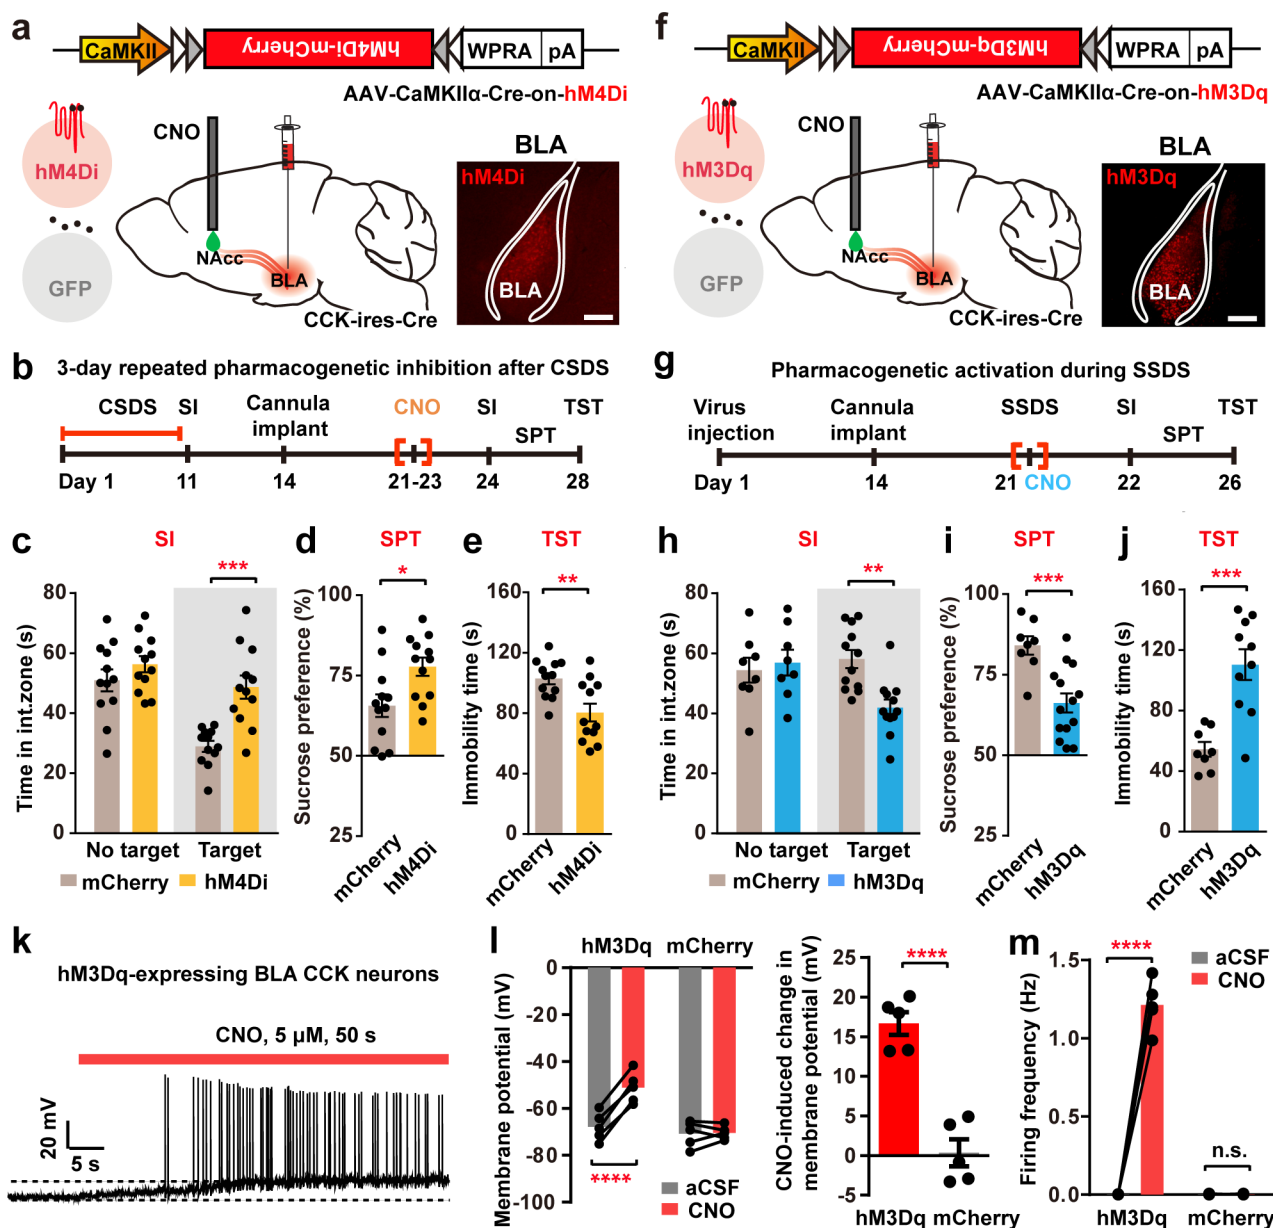 a
CaMKII
hM4Di-mCherry
WPRA
pA
AAV-CaMKIIα-Cre-on-hM4Di
hM4Di
GFP
CNO
NAcc
BLA
CCK-ires-Cre
BLA
hM4Di
BLA
f
CaMKII
hM3Dq-mCherry
WPRA
pA
AAV-CaMKIIα-Cre-on-hM3Dq
hM3Dq
GFP
CNO
NAcc
BLA
CCK-ires-Cre
BLA
hM3Dq
BLA
b
3-day repeated pharmacogenetic inhibition after CSDS
CSDS
SI
Cannula
implant
CNO
SI
SPT
TST
Day 1
11
14
21-23
24
28
g
Pharmacogenetic activation during SSDS
Virus
injection
Cannula
implant
SSDS
SI
SPT
TST
Day 1
14
21
CNO
22
26
c
SI
***
Time in int.zone (s)
80
60
40
20
0
No target
Target
mCherry
hM4Di
d
SPT
*
Sucrose preference (%)
100
75
50
25
mCherry
hM4Di
e
TST
**
Immobility time (s)
160
120
80
40
0
mCherry
hM4Di
h
SI
**
Time in int.zone (s)
80
60
40
20
0
No target
Target
mCherry
hM3Dq
i
SPT
***
Sucrose preference (%)
100
75
50
25
mCherry
hM3Dq
j
TST
***
Immobility time (s)
160
120
80
40
0
mCherry
hM3Dq
k
hM3Dq-expressing BLA CCK neurons
CNO, 5 µM, 50 s
20 mV
5 s
l
hM3Dq
mCherry
Membrane potential (mV)
0
-20
-40
-60
-80
-100
****
aCSF
CNO
CNO-induced change in
membrane potential (mV)
25
20
15
10
5
0
-5
****
hM3Dq
mCherry
m
****
aCSF
CNO
Firing frequency (Hz)
1.5
1.0
0.5
0.0
n.s.
hM3Dq
mCherry